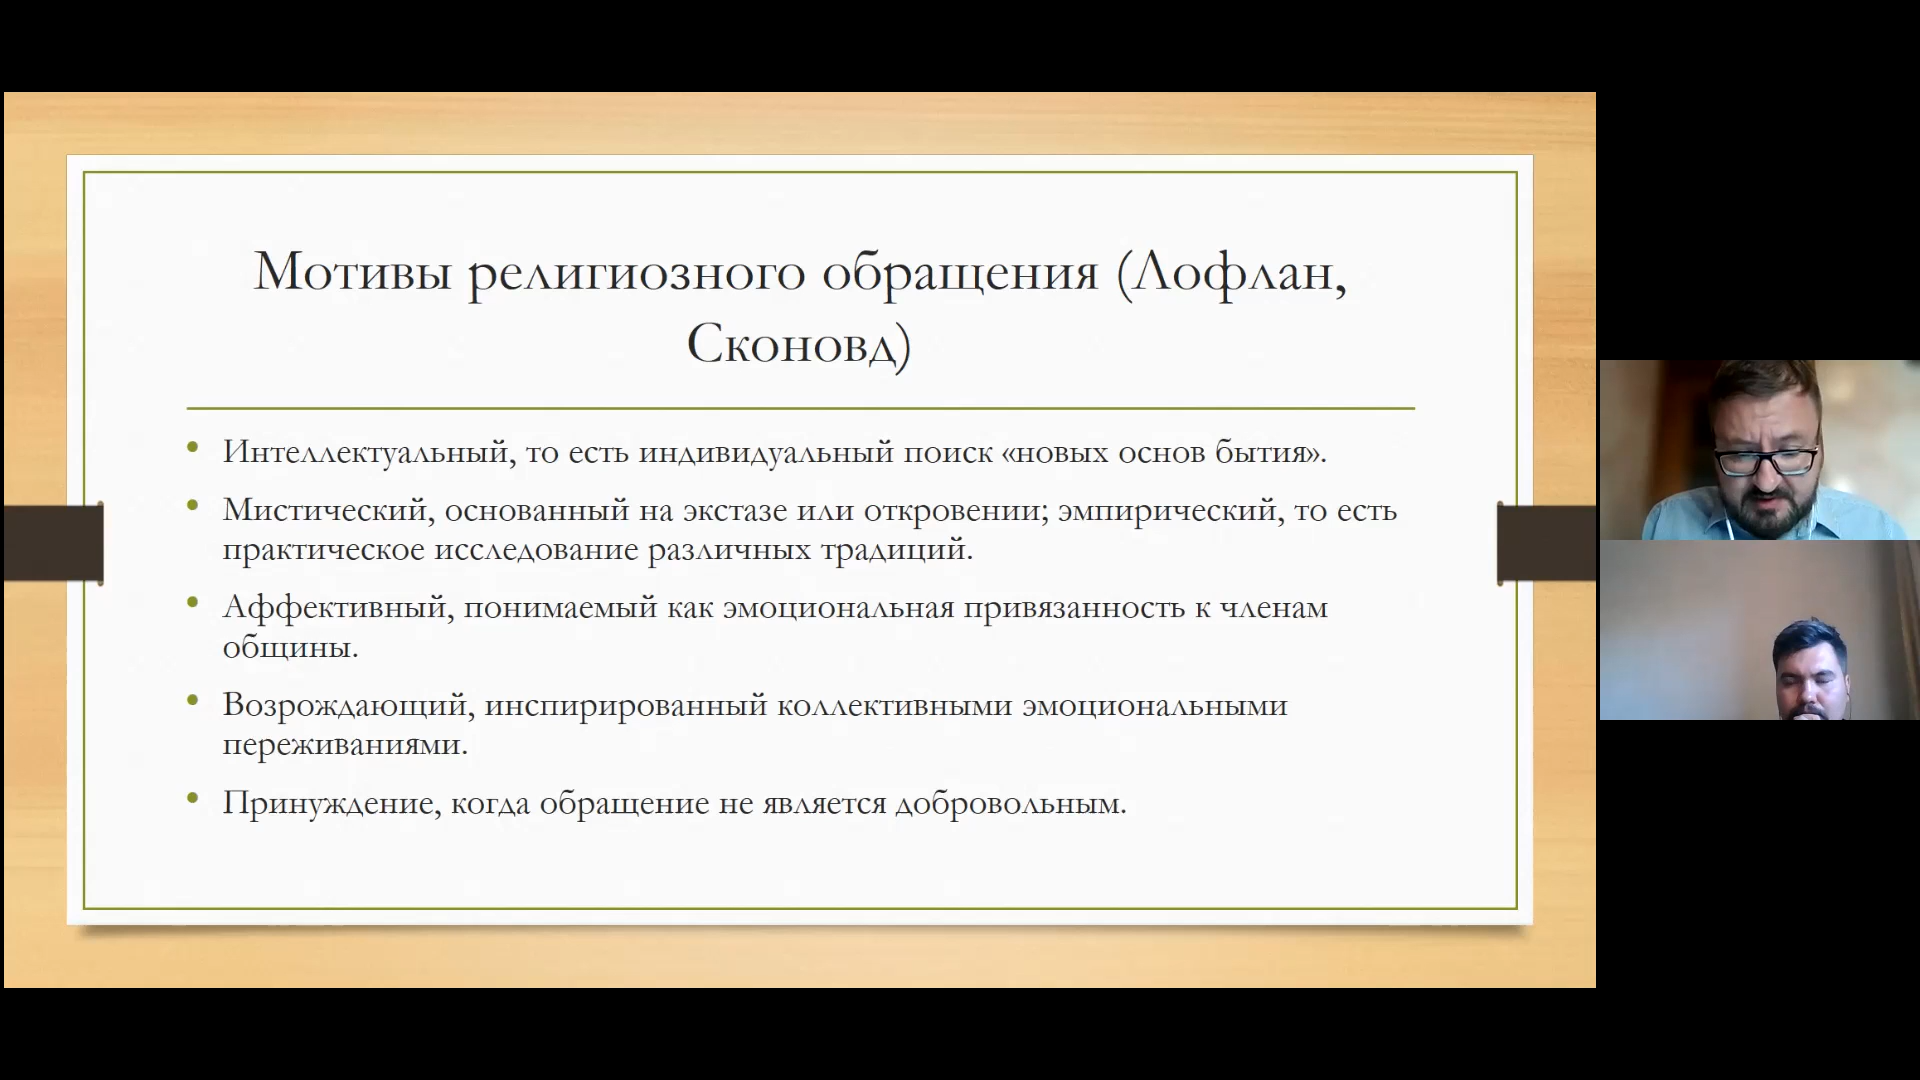 Мотивы религиозного обращения (Лофлан,
Сконовд)
• Интеллектуальный, то есть индивидуальный поиск «новых основ бытия».
• Мистический, основанный на экстазе или откровении; эмпирический, то есть
практическое исследование различных традиций.
• Аффективный, понимаемый как эмоциональная привязанность к членам
общины.
• Возрождающий, инспирированный коллективными эмоциональными
переживаниями.
• Принуждение, когда обращение не является добровольным.